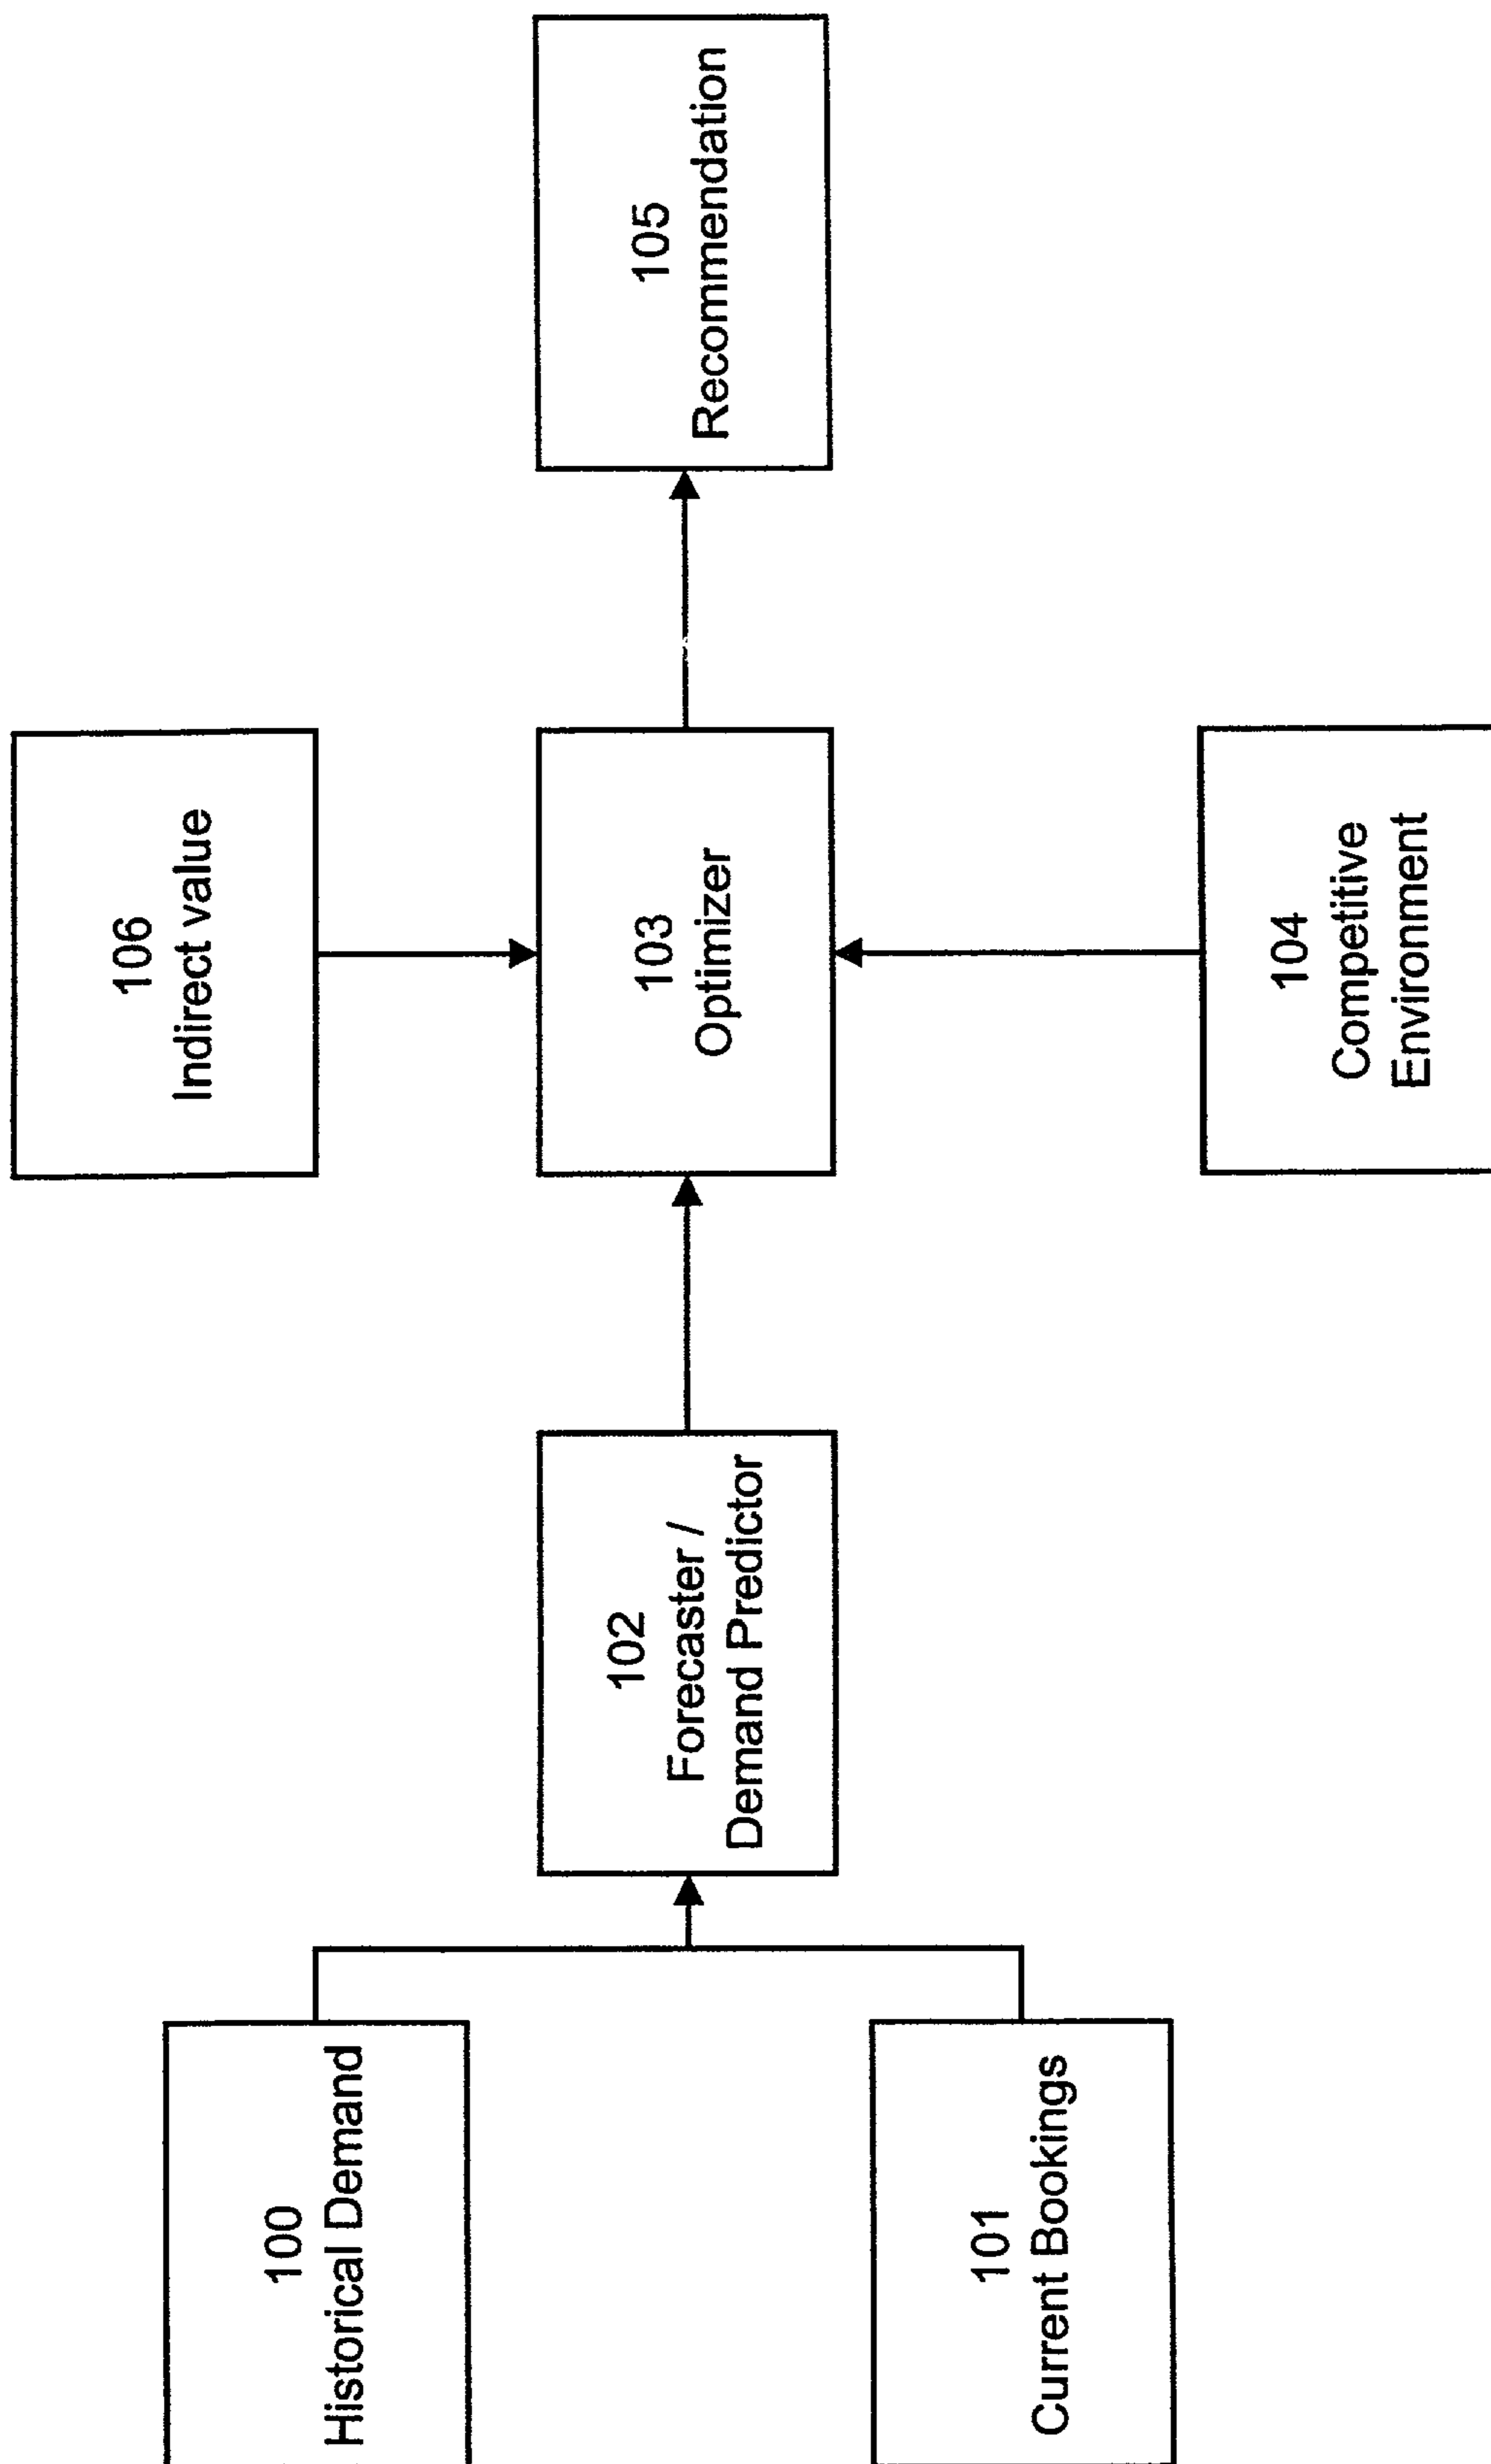 100
Historical Demand
101
Current Bookings
102
Forecaster /
Demand Predictor
106
Indirect value
103
Optimizer
104
Competitive
Environment
105
Recommendation